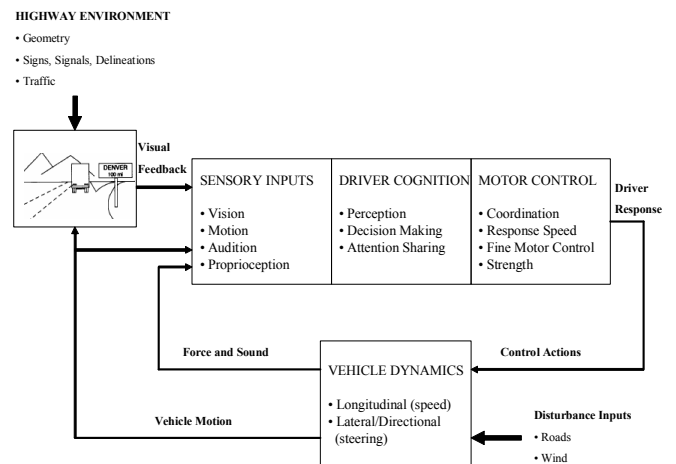 HIGHWAY ENVIRONMENT
• Geometry
• Signs, Signals, Delineations
• Traffic
Visual
Feedback
DENVER
100 mi
SENSORY INPUTS
• Vision
• Motion
• Audition
• Proprioception
DRIVER COGNITION
• Perception
• Decision Making
• Attention Sharing
MOTOR CONTROL
• Coordination
• Response Speed
• Fine Motor Control
• Strength
Driver
Response
Force and Sound
Control Actions
VEHICLE DYNAMICS
• Longitudinal (speed)
• Lateral/Directional
(steering)
Vehicle Motion
Disturbance Inputs
• Roads
• Wind